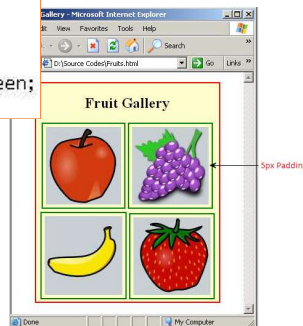 Gallery - Microsoft Internet Explorer
dit View Favorites Tools Help
Search
D:\Source Codes\Fruits.html
Go
Links
een;
Fruit Gallery
5px Paddin
Done
My Computer